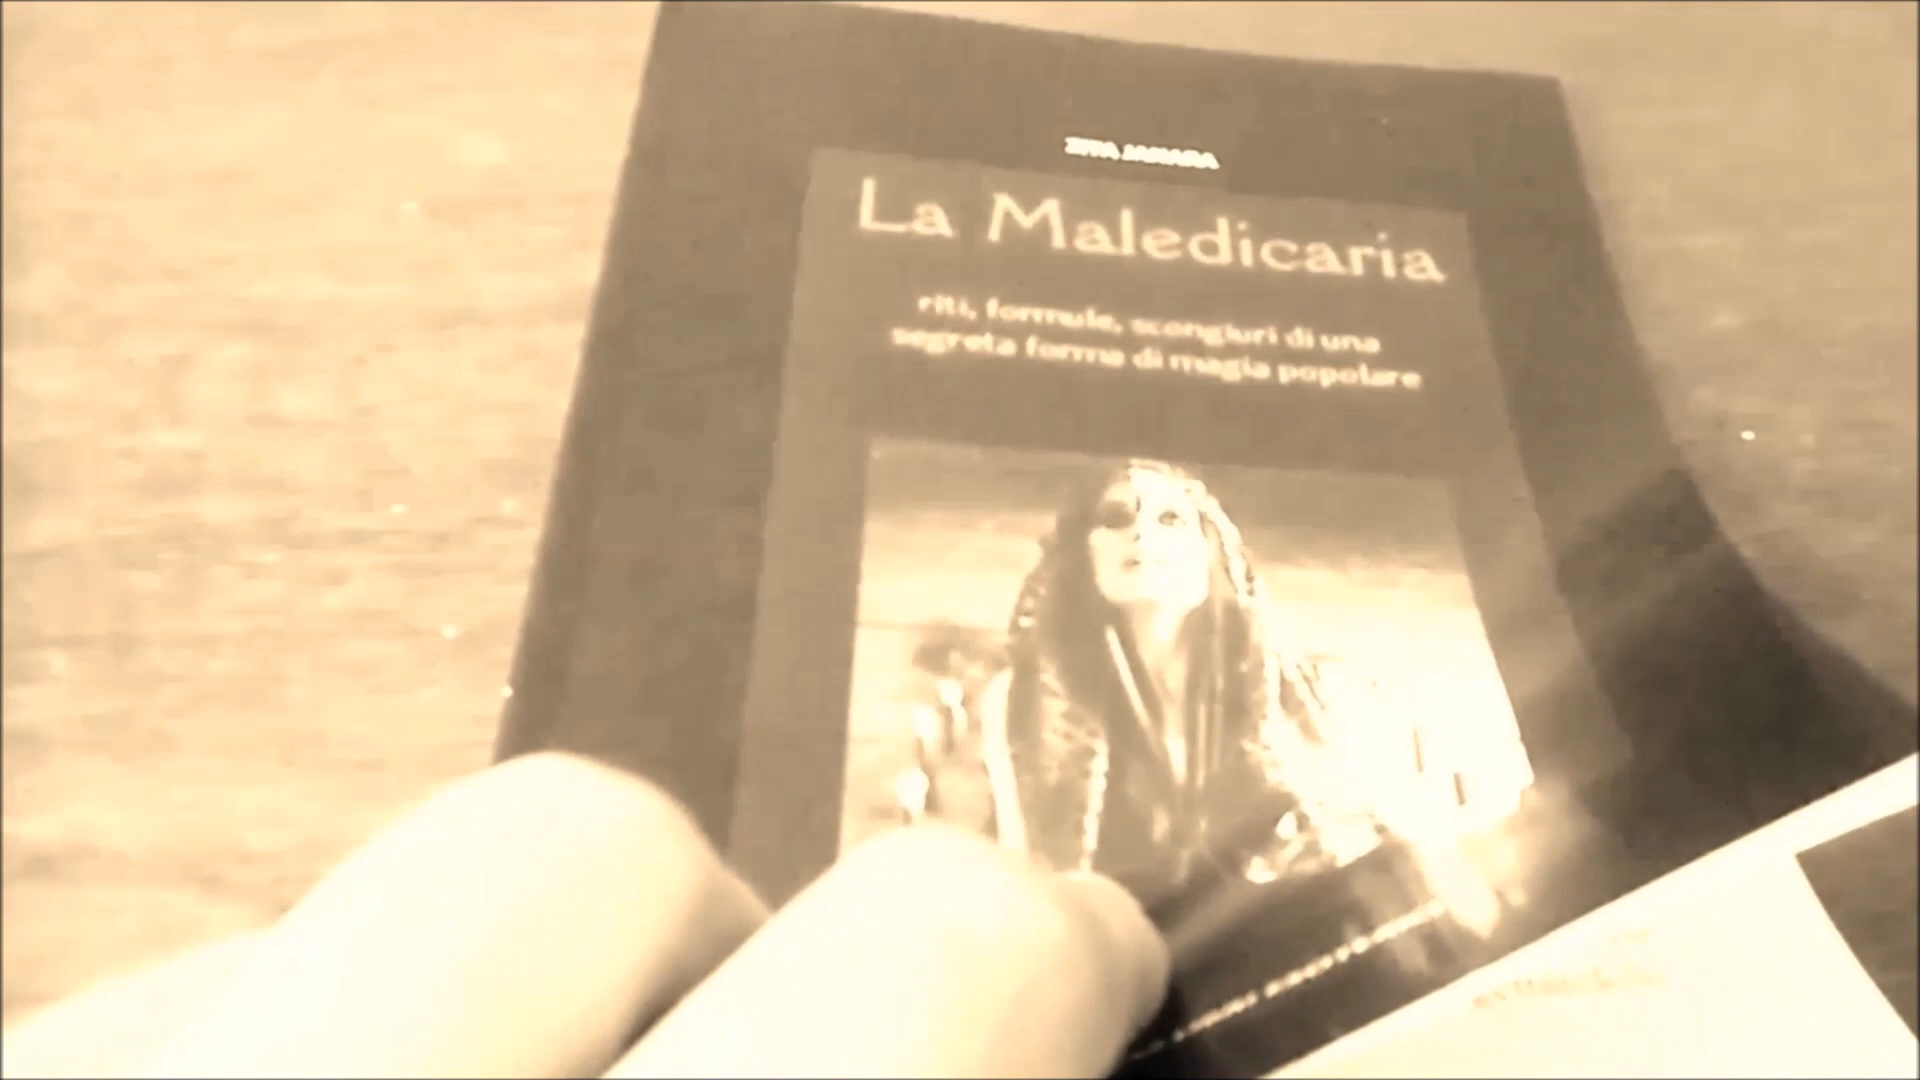 La Maledicaria
riti, formule, scongiuri di una
segreta forma di magia popolare